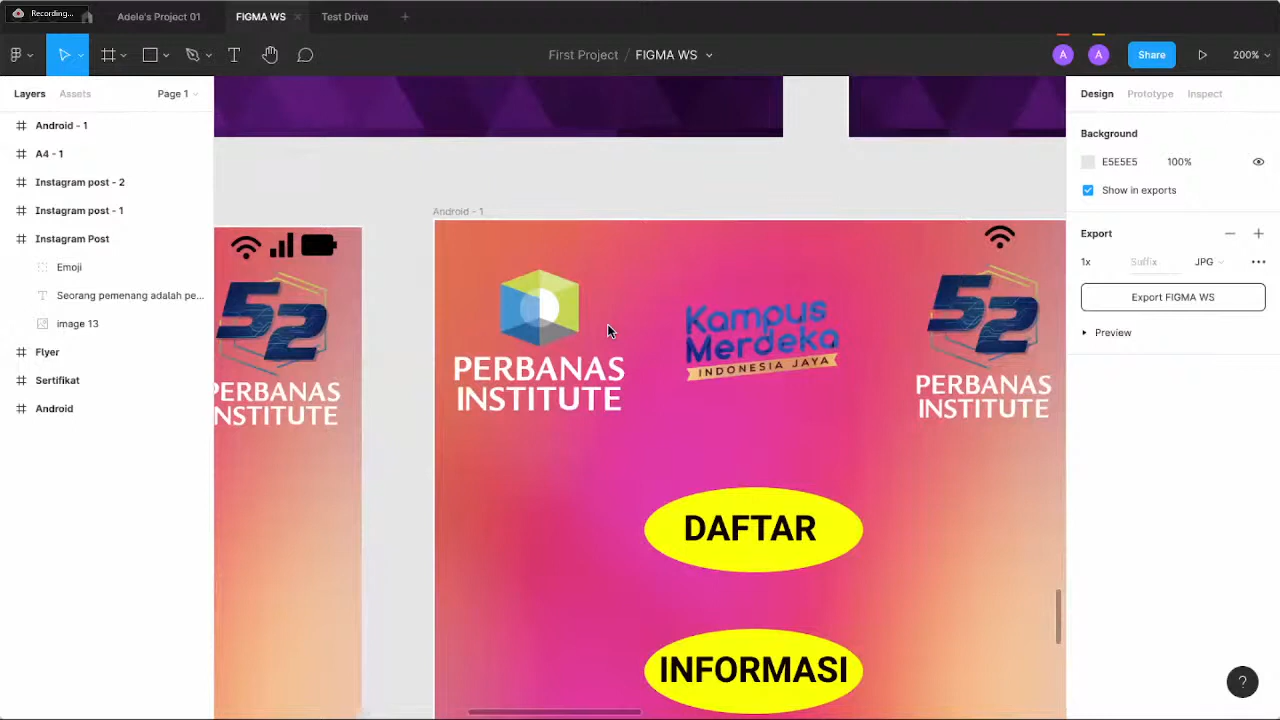 Recording...
Adele's Project 01
FIGMA WS
Test Drive
First Project / FIGMA WS
A
A
Share
200%
Layers
Assets
Page 1
Design
Prototype
Inspect
Android - 1
A4 - 1
Instagram post - 2
Instagram post - 1
Instagram Post
Emoji
Seorang pemenang adalah pe...
image 13
Flyer
Sertifikat
Android
Background
E5E5E5
100%
Show in exports
Export
1x
Suffix
JPG
Export FIGMA WS
Preview
Android - 1
52
PERBANAS
INSTITUTE
PERBANAS
INSTITUTE
Kampus
Merdeka
INDONESIA JAYA
52
PERBANAS
INSTITUTE
DAFTAR
INFORMASI
?